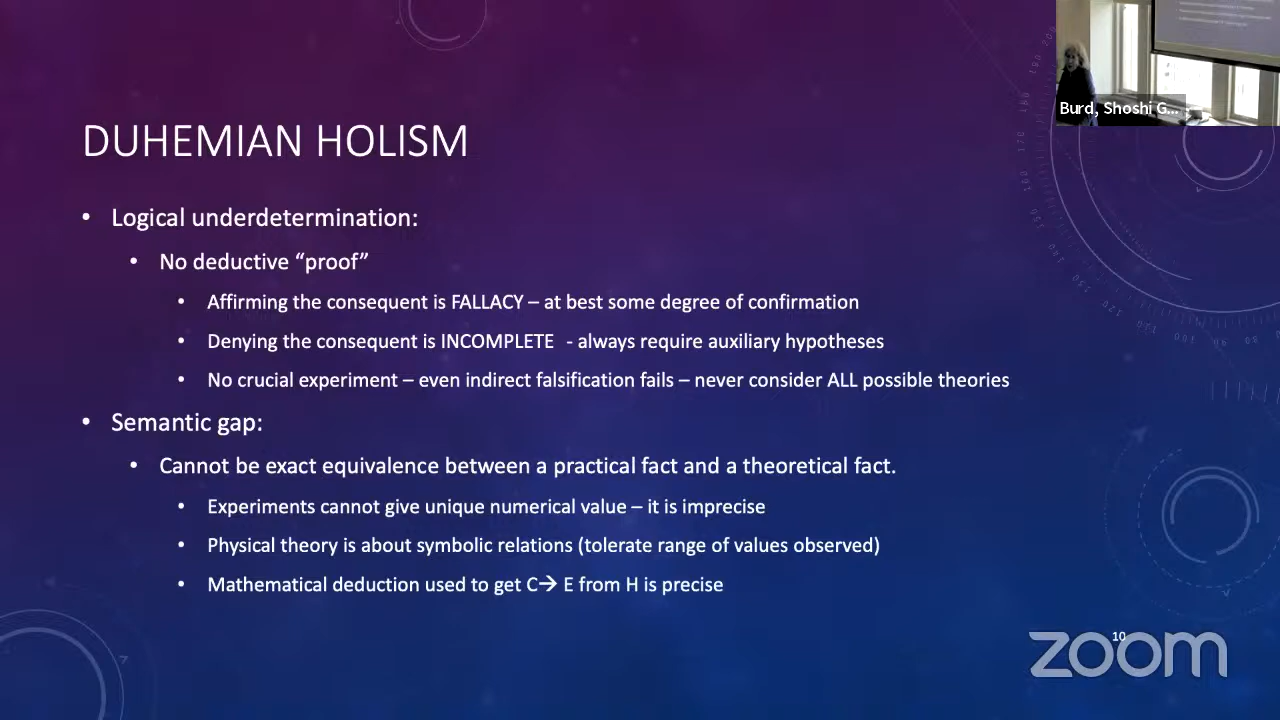 Burd, Shoshi G...
DUHEMIAN HOLISM
• Logical underdetermination:
• No deductive “proof”
• Affirming the consequent is FALLACY – at best some degree of confirmation
• Denying the consequent is INCOMPLETE - always require auxiliary hypotheses
• No crucial experiment – even indirect falsification fails – never consider ALL possible theories
• Semantic gap:
• Cannot be exact equivalence between a practical fact and a theoretical fact.
• Experiments cannot give unique numerical value – it is imprecise
• Physical theory is about symbolic relations (tolerate range of values observed)
• Mathematical deduction used to get C→ E from H is precise
10
zoom